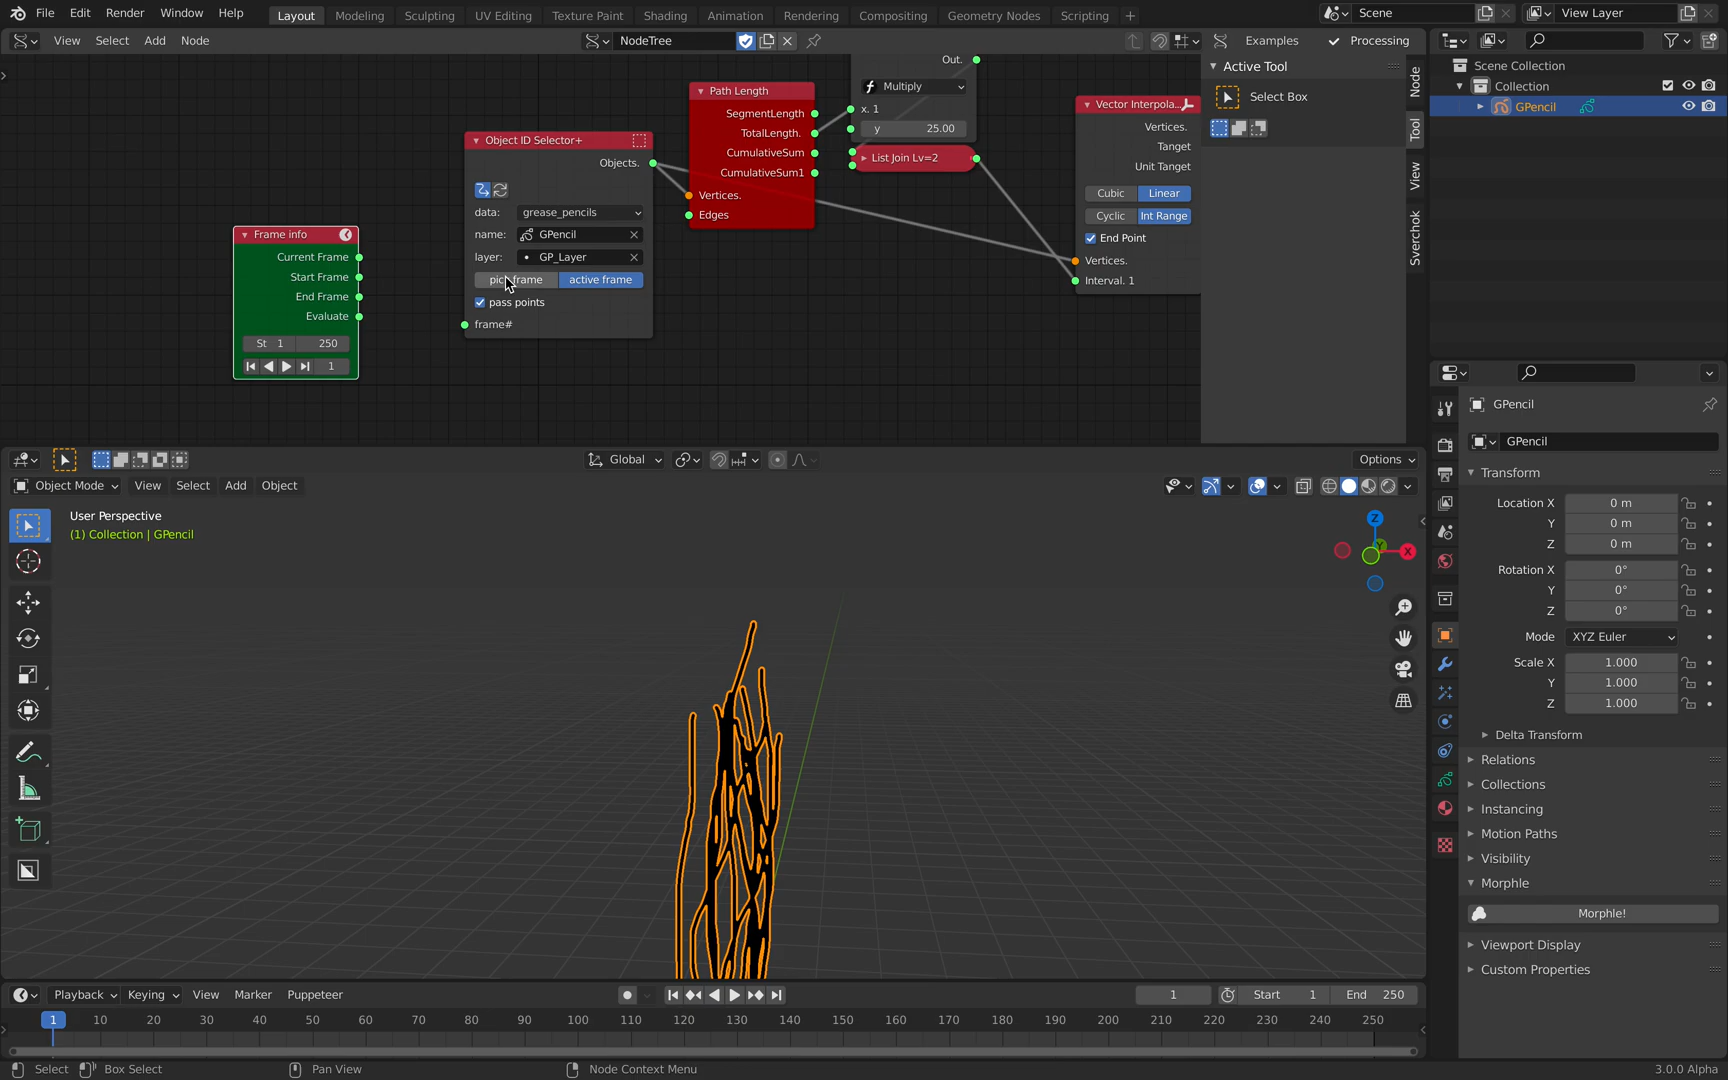 File Edit Render Window Help Layout Modeling Sculpting UV Editing Texture Paint Shading Animation Rendering Compositing Geometry Nodes Scripting + Scene View Layer
View Select Add Node NodeTree Examples Processing
Active Tool
Select Box
Node
Tool
View
Sverchok
Scene Collection
Collection
GPencil
Frame info
Current Frame
Start Frame
End Frame
Evaluate
St 1 250
1
Object ID Selector+
Objects.
data: grease_pencils
name: GPencil
layer: GP_Layer
active frame
pass points
frame#
Path Length
SegmentLength
TotalLength.
CumulativeSum
CumulativeSum1
Vertices.
Edges
Out.
Multiply
x. 1
y 25.00
List Join Lv=2
Vector Interpola...
Vertices.
Tanget
Unit Tanget
Cubic Linear
Cyclic Int Range
End Point
Vertices.
Interval. 1
Global Options
Object Mode View Select Add Object
User Perspective
(1) Collection | GPencil
Z
Y
X
GPencil
GPencil
Transform
Location X 0 m
Y 0 m
Z 0 m
Rotation X 0°
Y 0°
Z 0°
Mode XYZ Euler
Scale X 1.000
Y 1.000
Z 1.000
Delta Transform
Relations
Collections
Instancing
Motion Paths
Visibility
Morphle
Morphle!
Viewport Display
Custom Properties
Playback Keying View Marker Puppeteer 1 Start 1 End 250
1 10 20 30 40 50 60 70 80 90 100 110 120 130 140 150 160 170 180 190 200 210 220 230 240 250
Select Box Select Pan View Node Context Menu 3.0.0 Alpha